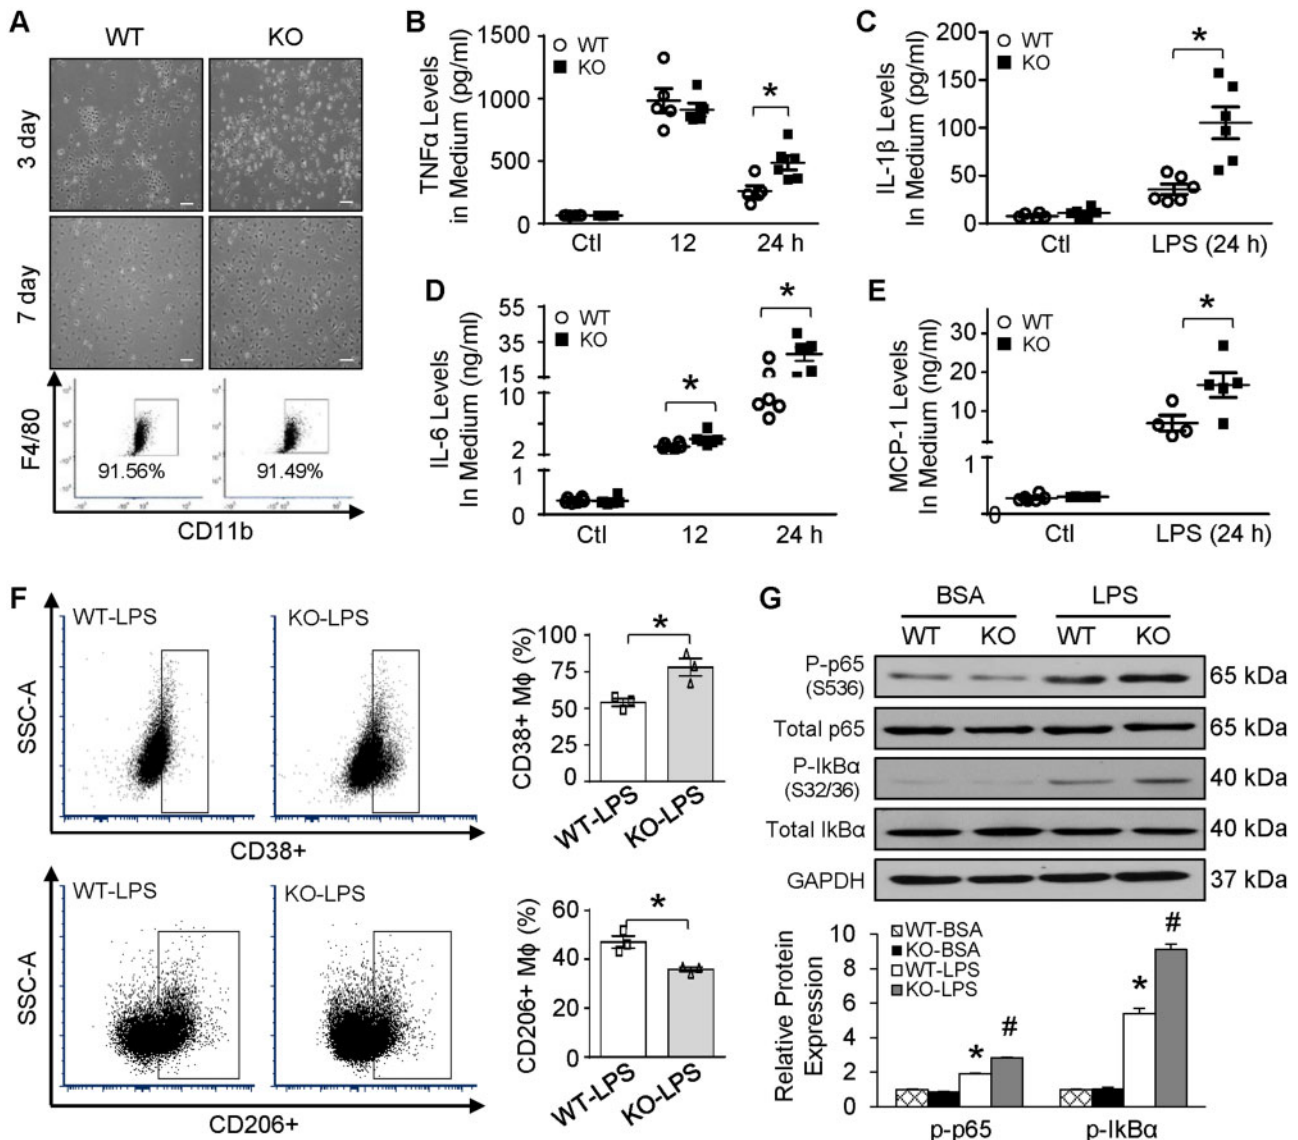 A
WT
KO
3 day
7 day
F4/80
91.56%
91.49%
CD11b
B
TNFα Levels
in Medium (pg/ml)
1500
1000
500
0
WT
KO
*
Ctl
12
24 h
C
IL-1β Levels
In Medium (pg/ml)
200
150
100
50
0
WT
KO
*
Ctl
LPS (24 h)
D
IL-6 Levels
In Medium (ng/ml)
55
35
15
10
2
1
0
WT
KO
*
*
Ctl
12
24 h
E
MCP-1 Levels
In Medium (ng/ml)
30
20
10
1
0
WT
KO
*
Ctl
LPS (24 h)
F
WT-LPS
KO-LPS
SSC-A
CD38+
CD38+ Mϕ (%)
100
75
50
25
0
*
WT-LPS
KO-LPS
WT-LPS
KO-LPS
SSC-A
CD206+
CD206+ Mϕ (%)
60
40
20
0
*
WT-LPS
KO-LPS
G
BSA
LPS
WT
KO
WT
KO
P-p65
(S536)
65 kDa
Total p65
65 kDa
P-IkBα
(S32/36)
40 kDa
Total IkBα
40 kDa
GAPDH
37 kDa
Relative Protein
Expression
10
8
6
4
2
0
WT-BSA
KO-BSA
WT-LPS
KO-LPS
*
#
*
#
p-p65
p-IkBα